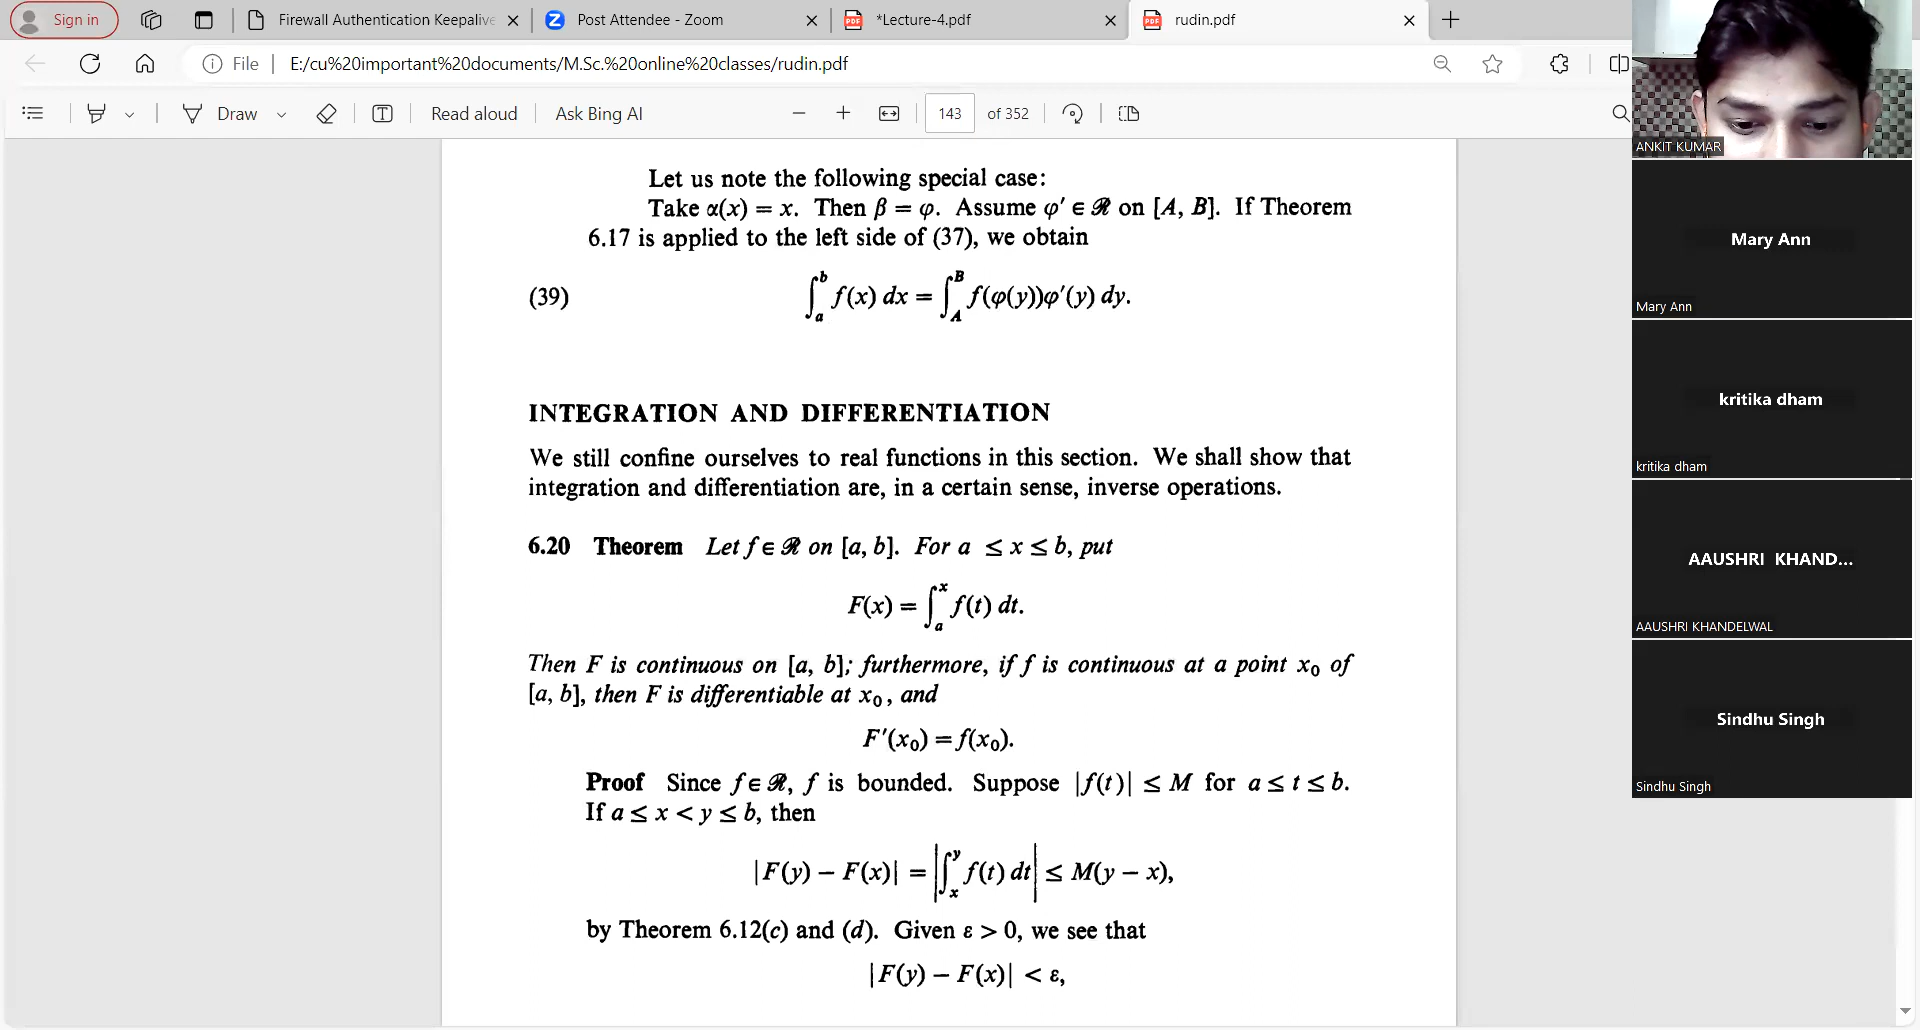 Sign in
Firewall Authentication Keepalive
Post Attendee - Zoom
*Lecture-4.pdf
rudin.pdf
File
E:/cu%20important%20documents/M.Sc.%20online%20classes/rudin.pdf
Draw
Read aloud
Ask Bing AI
143
of 352
Let us note the following special case:
Take α(x) = x. Then β = φ. Assume φ′ ∈ ℛ on [A, B]. If Theorem
6.17 is applied to the left side of (37), we obtain
(39) ∫_a^b f(x) dx = ∫_A^B f(φ(y))φ′(y) dy.
INTEGRATION AND DIFFERENTIATION
We still confine ourselves to real functions in this section. We shall show that
integration and differentiation are, in a certain sense, inverse operations.
6.20 Theorem Let f ∈ ℛ on [a, b]. For a ≤ x ≤ b, put
F(x) = ∫_a^x f(t) dt.
Then F is continuous on [a, b]; furthermore, if f is continuous at a point x₀ of
[a, b], then F is differentiable at x₀, and
F′(x₀) = f(x₀).
Proof Since f ∈ ℛ, f is bounded. Suppose |f(t)| ≤ M for a ≤ t ≤ b.
If a ≤ x < y ≤ b, then
|F(y) − F(x)| = |∫_x^y f(t) dt| ≤ M(y − x),
by Theorem 6.12(c) and (d). Given ε > 0, we see that
|F(y) − F(x)| < ε,
ANKIT KUMAR
Mary Ann
Mary Ann
kritika dham
kritika dham
AAUSHRI KHAND...
AAUSHRI KHANDELWAL
Sindhu Singh
Sindhu Singh